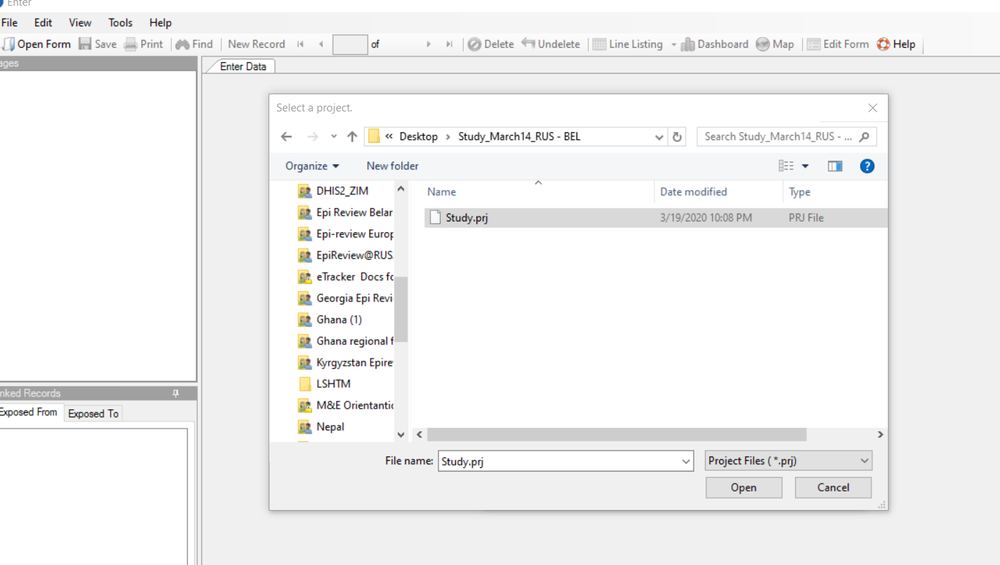 Enter
File Edit View Tools Help
Open Form Save Print Find New Record of Delete Undelete Line Listing Dashboard Map Edit Form Help
ages
Enter Data
Select a project.
« Desktop › Study_March14_RUS - BEL
Search Study_March14_RUS - ...
Organize New folder
Name Date modified Type
DHIS2_ZIM
Study.prj 3/19/2020 10:08 PM PRJ File
Epi Review Belar
Epi-review Europ
EpiReview@RUS.
eTracker Docs fo
Georgia Epi Revi
Ghana (1)
Ghana regional f
Kyrgyzstan Epire
LSHTM
M&E Orientantic
Nepal
nked Records
Exposed From Exposed To
File name: Study.prj Project Files ( *.prj)
Open Cancel